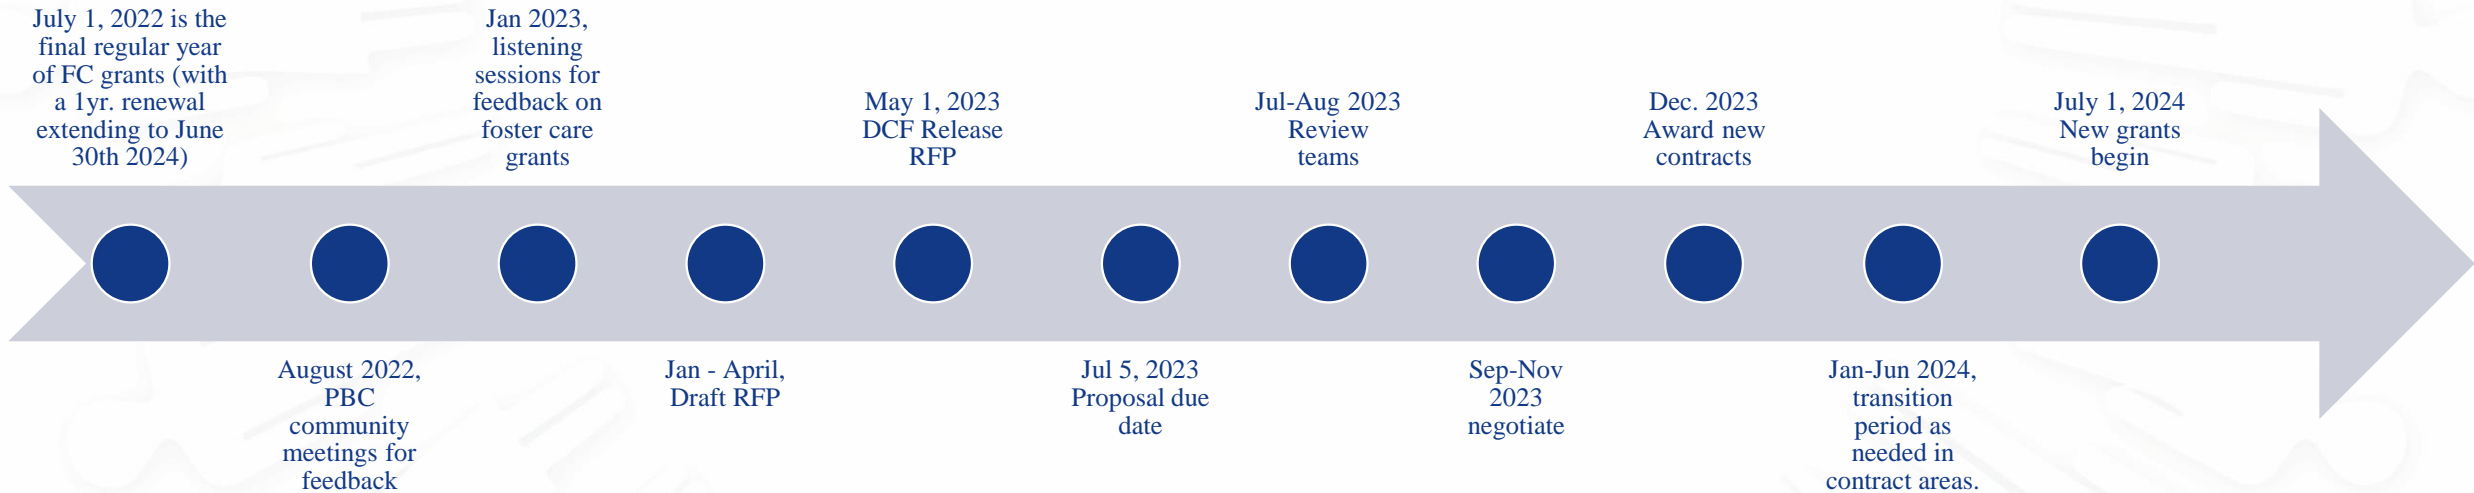 July 1, 2022 is the
final regular year
of FC grants (with
a 1yr. renewal
extending to June
30th 2024)
August 2022,
PBC
community
meetings for
feedback
Jan 2023,
listening
sessions for
feedback on
foster care
grants
Jan - April,
Draft RFP
May 1, 2023
DCF Release
RFP
Jul 5, 2023
Proposal due
date
Jul-Aug 2023
Review
teams
Sep-Nov
2023
negotiate
Dec. 2023
Award new
contracts
Jan-Jun 2024,
transition
period as
needed in
contract areas.
July 1, 2024
New grants
begin